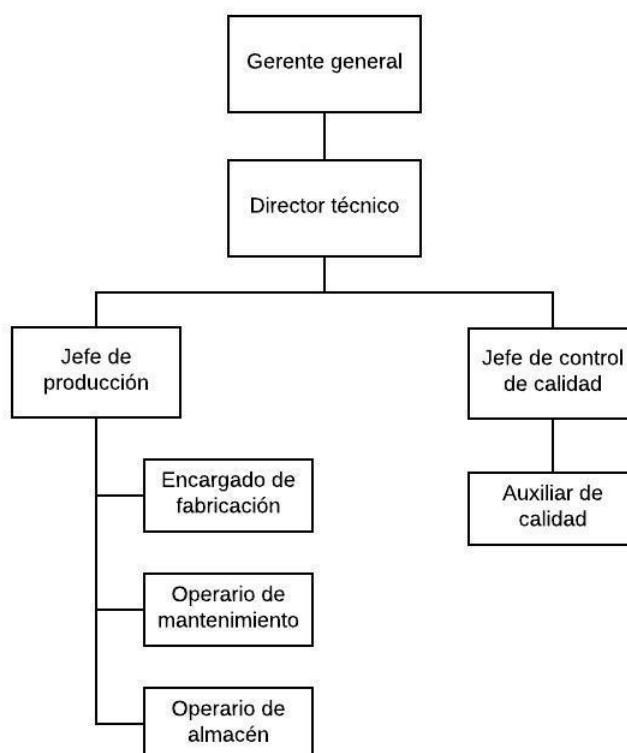 Gerente general
Director técnico
Jefe de
producción
Jefe de control
de calidad
Encargado de
fabricación
Auxiliar de
calidad
Operario de
mantenimiento
Operario de
almacén